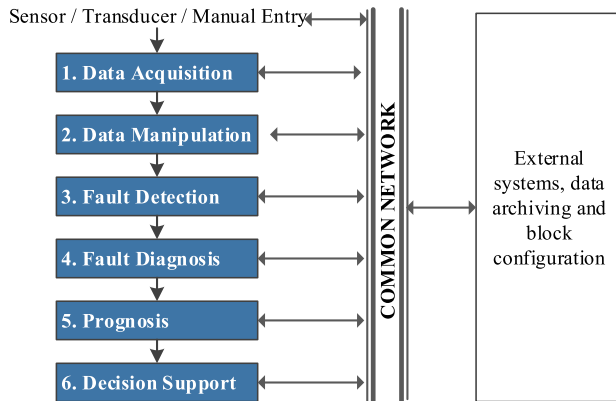 Sensor / Transducer / Manual Entry
1. Data Acquisition
2. Data Manipulation
3. Fault Detection
4. Fault Diagnosis
5. Prognosis
6. Decision Support
COMMON NETWORK
External
systems, data
archiving and
block
configuration